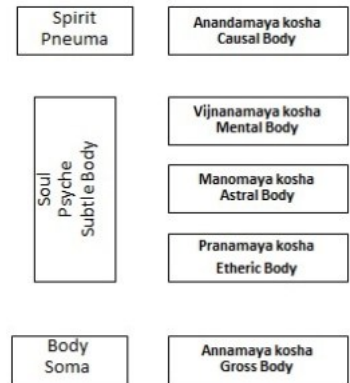 Spirit
Pneuma
Anandamaya kosha
Causal Body
Soul
Psyche
Subtle Body
Vijnanamaya kosha
Mental Body
Manomaya kosha
Astral Body
Pranamaya kosha
Etheric Body
Body
Soma
Annamaya kosha
Gross Body